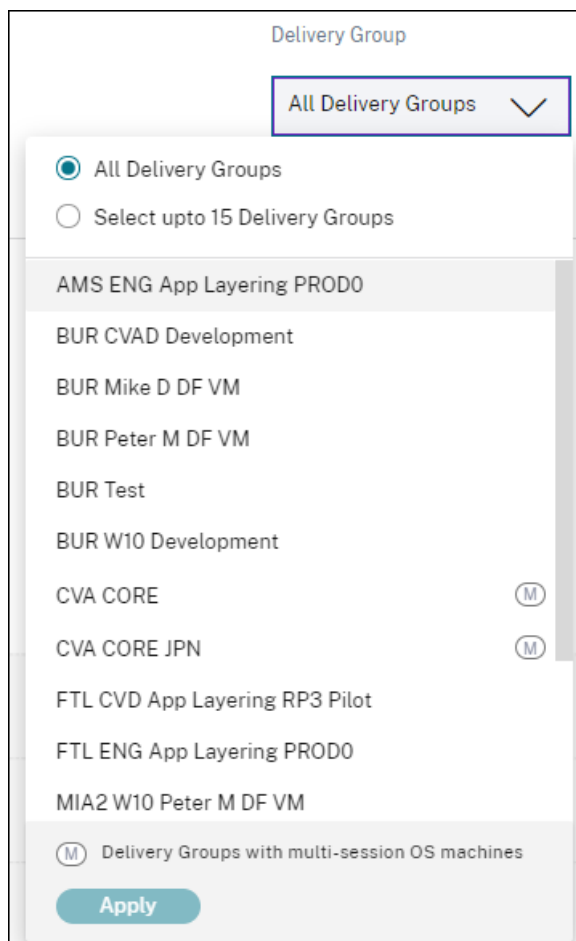 Delivery Group
All Delivery Groups
All Delivery Groups
Select upto 15 Delivery Groups
AMS ENG App Layering PROD0
BUR CVAD Development
BUR Mike D DF VM
BUR Peter M DF VM
BUR Test
BUR W10 Development
CVA CORE M
CVA CORE JPN M
FTL CVD App Layering RP3 Pilot
FTL ENG App Layering PROD0
MIA2 W10 Peter M DF VM
M Delivery Groups with multi-session OS machines
Apply